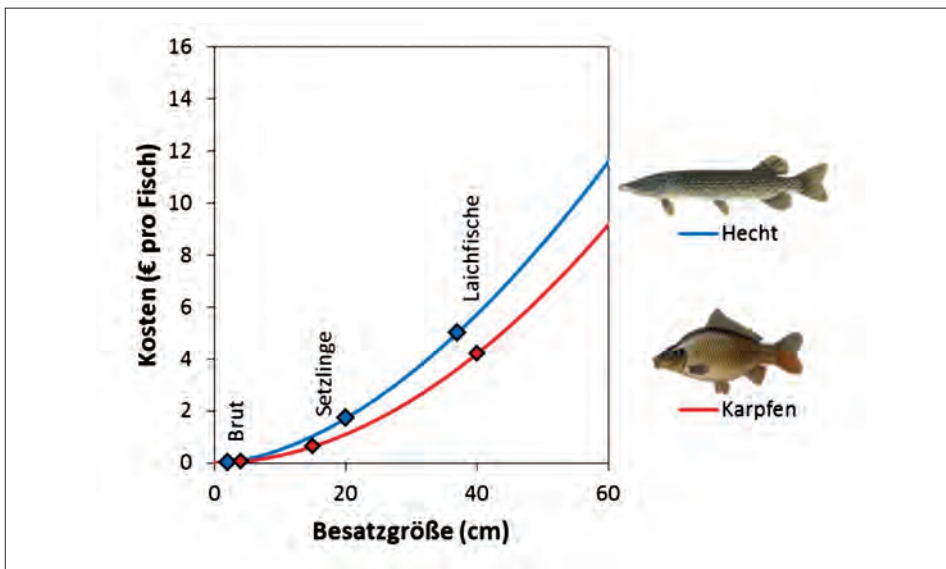 16
14
12
10
8
6
4
2
0
Kosten (€ pro Fisch)
Brut
Setzlinge
Laichfische
0 20 40 60
Besatzgröße (cm)
Hecht
Karpfen